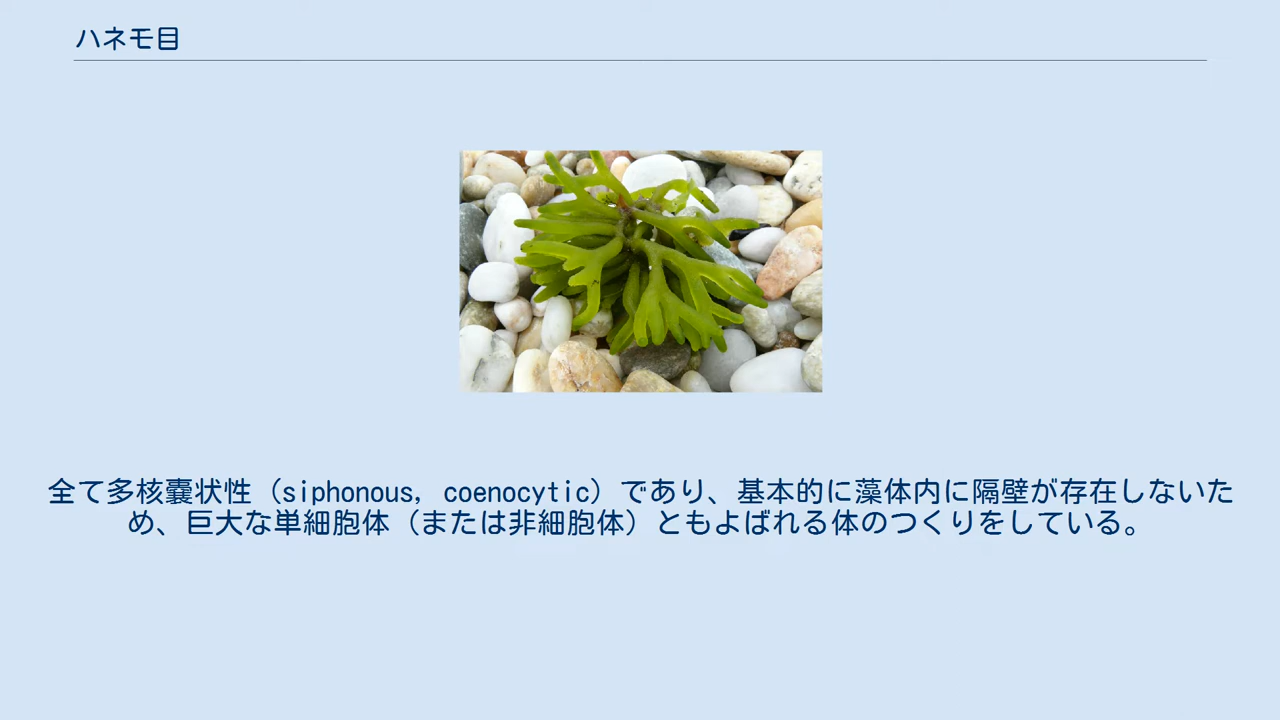 ハネモ目
全て多核嚢状性（siphonous, coenocytic）であり、基本的に藻体内に隔壁が存在しないた
め、巨大な単細胞体（または非細胞体）ともよばれる体のつくりをしている。